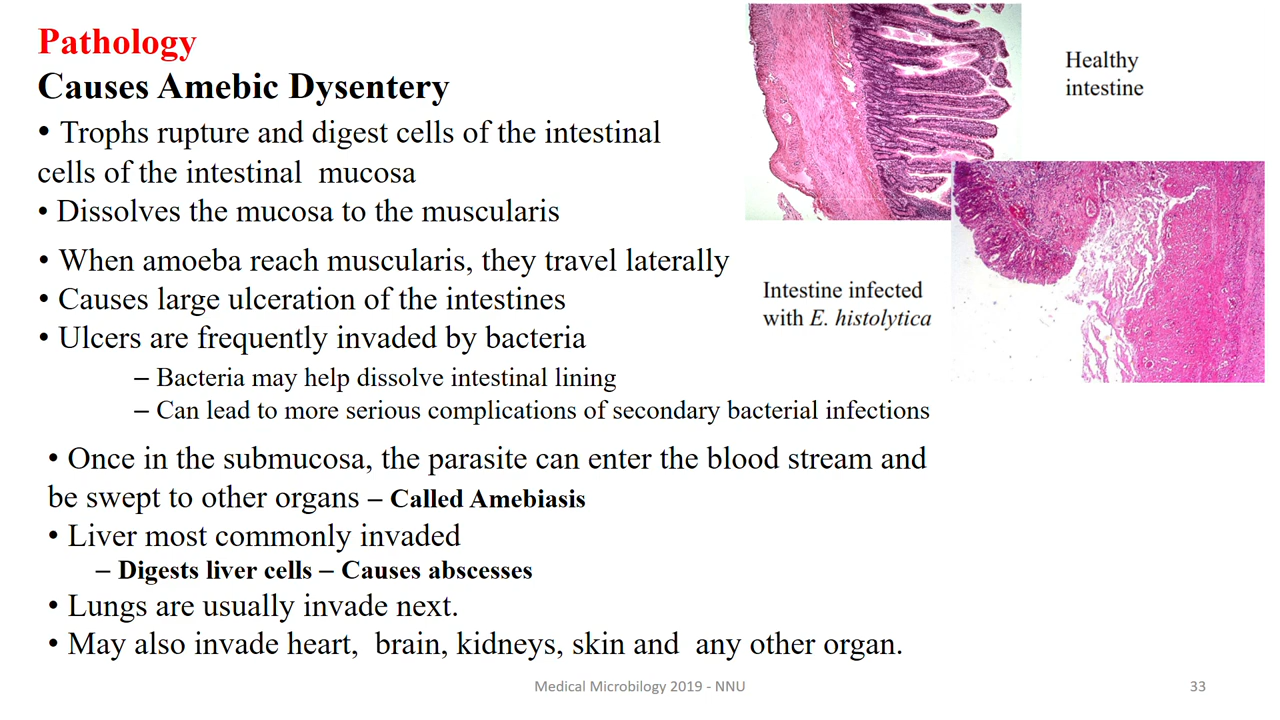 Pathology
Causes Amebic Dysentery
• Trophs rupture and digest cells of the intestinal
cells of the intestinal mucosa
• Dissolves the mucosa to the muscularis
• When amoeba reach muscularis, they travel laterally
• Causes large ulceration of the intestines
• Ulcers are frequently invaded by bacteria
– Bacteria may help dissolve intestinal lining
– Can lead to more serious complications of secondary bacterial infections
• Once in the submucosa, the parasite can enter the blood stream and
be swept to other organs – Called Amebiasis
• Liver most commonly invaded
– Digests liver cells – Causes abscesses
• Lungs are usually invade next.
• May also invade heart, brain, kidneys, skin and any other organ.
Healthy
intestine
Intestine infected
with E. histolytica
Medical Microbilogy 2019 - NNU
33